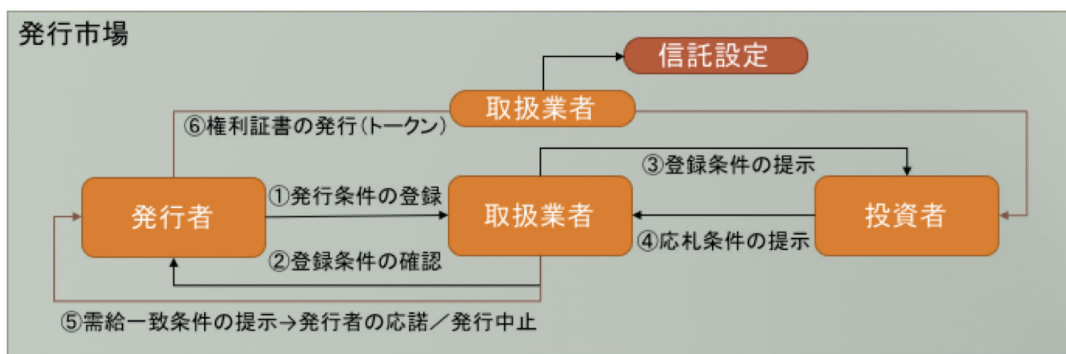 発行市場
信託設定
取扱業者
⑥権利証書の発行(トークン)
③登録条件の提示
発行者
①発行条件の登録
取扱業者
投資者
④応札条件の提示
②登録条件の確認
⑤需給一致条件の提示→発行者の応諾/発行中止